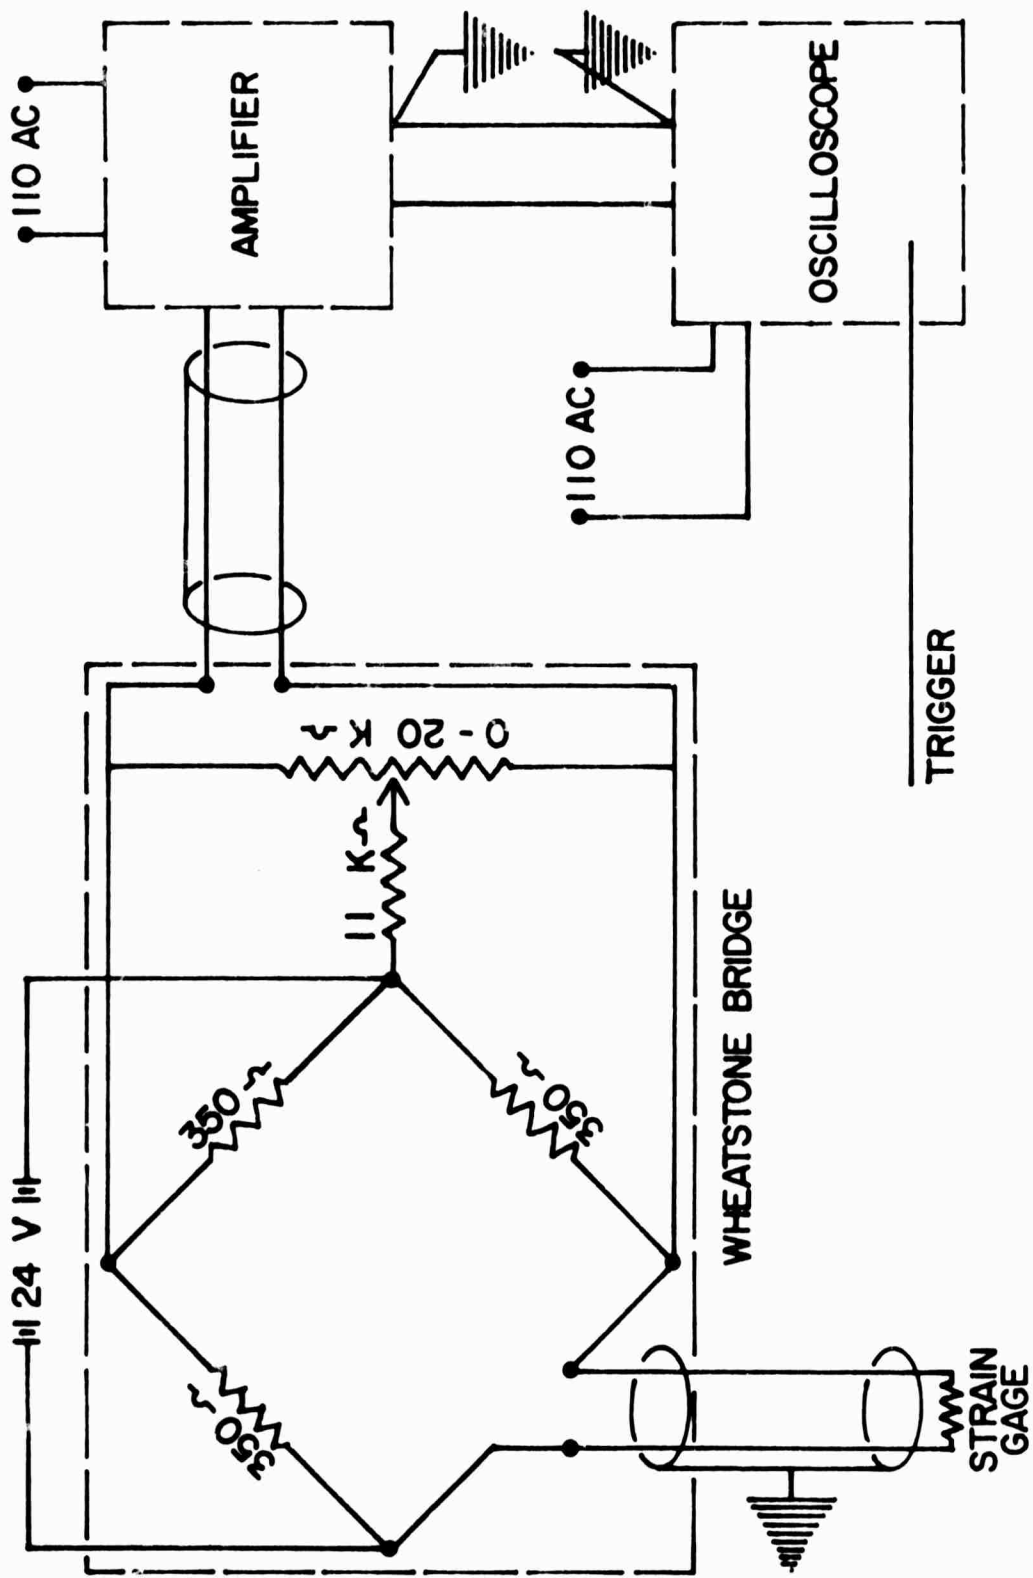 110 AC
AMPLIFIER
OSCILLOSCOPE
110 AC
TRIGGER
0-20 K Ω
11 K Ω
24 V
350 Ω
350 Ω
350 Ω
WHEATSTONE BRIDGE
STRAIN
GAGE